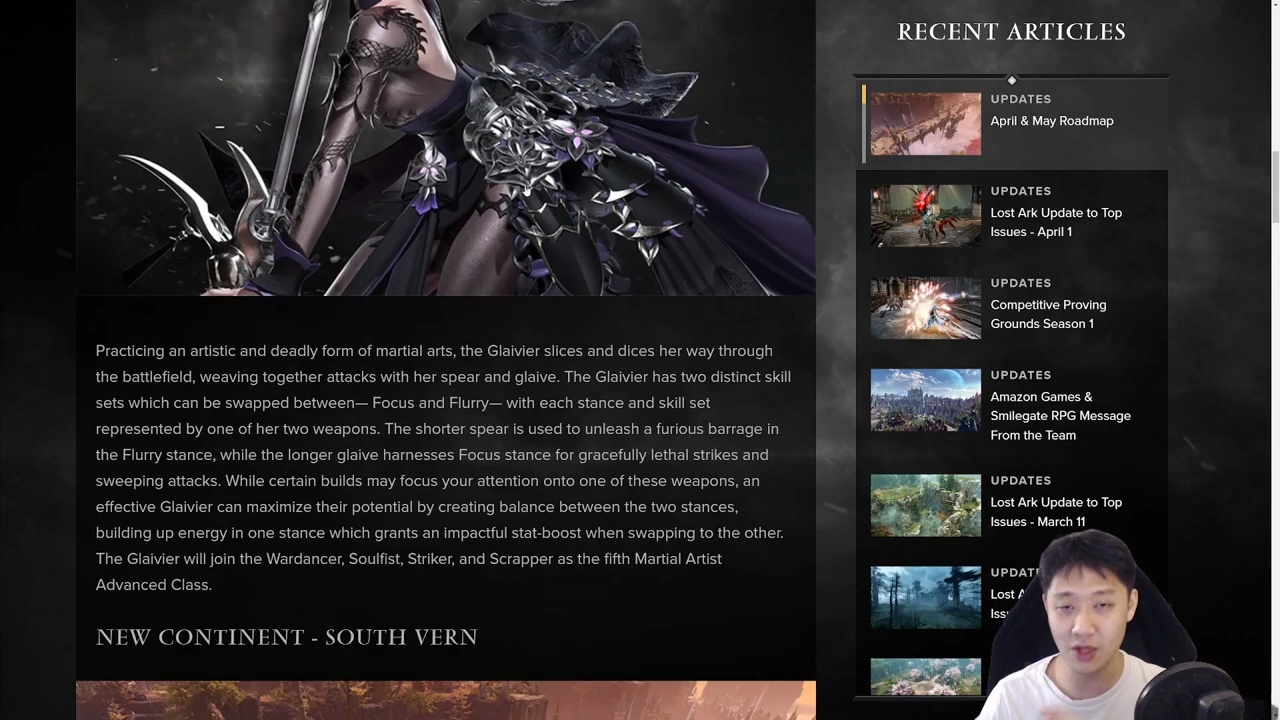 RECENT ARTICLES
UPDATES
April & May Roadmap
UPDATES
Lost Ark Update to Top
Issues - April 1
UPDATES
Competitive Proving
Grounds Season 1
UPDATES
Amazon Games &
Smilegate RPG Message
From the Team
UPDATES
Lost Ark Update to Top
Issues - March 11
Practicing an artistic and deadly form of martial arts, the Glaivier slices and dices her way through
the battlefield, weaving together attacks with her spear and glaive. The Glaivier has two distinct skill
sets which can be swapped between— Focus and Flurry— with each stance and skill set
represented by one of her two weapons. The shorter spear is used to unleash a furious barrage in
the Flurry stance, while the longer glaive harnesses Focus stance for gracefully lethal strikes and
sweeping attacks. While certain builds may focus your attention onto one of these weapons, an
effective Glaivier can maximize their potential by creating balance between the two stances,
building up energy in one stance which grants an impactful stat-boost when swapping to the other.
The Glaivier will join the Wardancer, Soulfist, Striker, and Scrapper as the fifth Martial Artist
Advanced Class.
NEW CONTINENT - SOUTH VERN